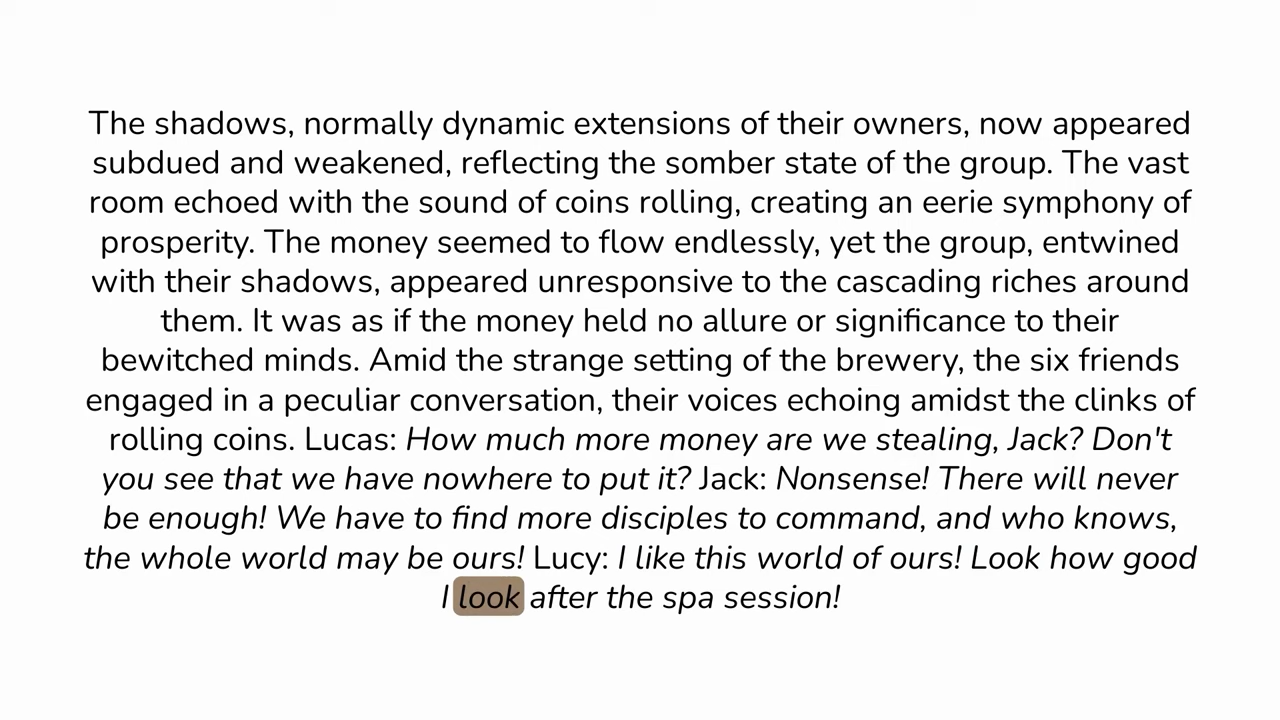 The shadows, normally dynamic extensions of their owners, now appeared
subdued and weakened, reflecting the somber state of the group. The vast
room echoed with the sound of coins rolling, creating an eerie symphony of
prosperity. The money seemed to flow endlessly, yet the group, entwined
with their shadows, appeared unresponsive to the cascading riches around
them. It was as if the money held no allure or significance to their
bewitched minds. Amid the strange setting of the brewery, the six friends
engaged in a peculiar conversation, their voices echoing amidst the clinks of
rolling coins. Lucas: How much more money are we stealing, Jack? Don't
you see that we have nowhere to put it? Jack: Nonsense! There will never
be enough! We have to find more disciples to command, and who knows,
the whole world may be ours! Lucy: I like this world of ours! Look how good
I look after the spa session!